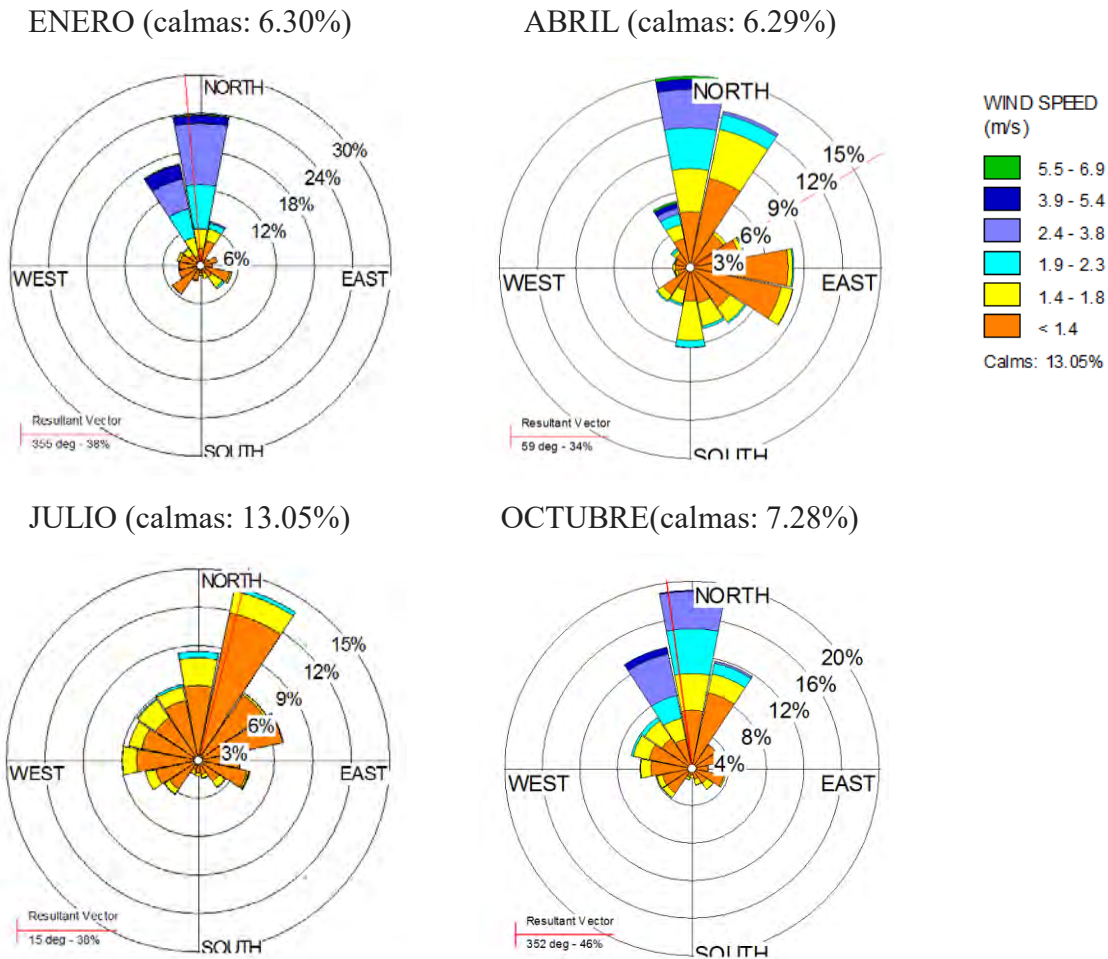 ENERO (calmas: 6.30%)
NORTH
30%
24%
18%
12%
6%
WEST
EAST
Resultant Vector
355 deg - 38%
SOUTH
ABRIL (calmas: 6.29%)
NORTH
15%
12%
9%
6%
3%
WEST
EAST
Resultant Vector
59 deg - 34%
SOUTH
WIND SPEED
(m/s)
5.5 - 6.9
3.9 - 5.4
2.4 - 3.8
1.9 - 2.3
1.4 - 1.8
< 1.4
Calms: 13.05%
JULIO (calmas: 13.05%)
NORTH
15%
12%
9%
6%
3%
WEST
EAST
Resultant Vector
15 deg - 38%
SOUTH
OCTUBRE(calmas: 7.28%)
NORTH
20%
16%
12%
8%
4%
WEST
EAST
Resultant Vector
352 deg - 46%
SOUTH